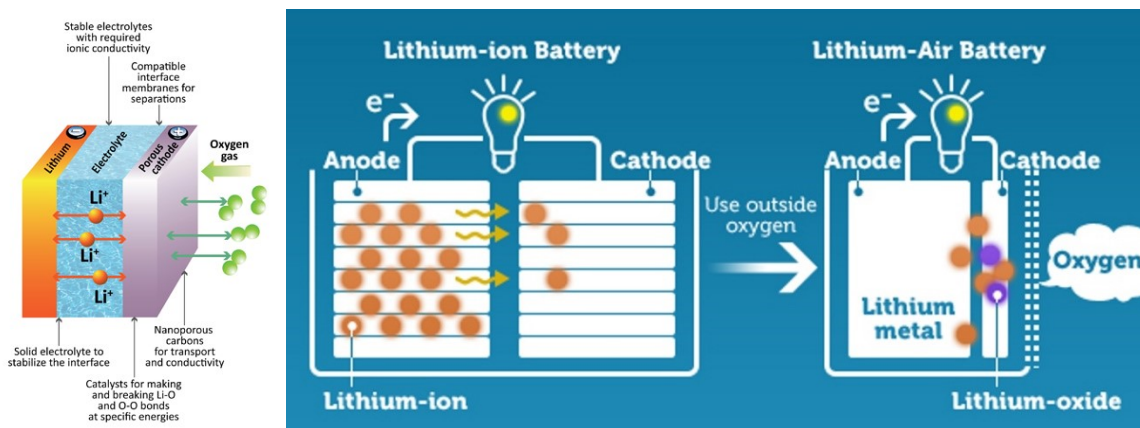 Stable electrolytes
with required
ionic conductivity
Compatible
interface
membranes for
separations
Lithium
Electrolyte
Porous
cathode
Oxygen
gas
Li⁺
Li⁺
Li⁺
Solid electrolyte to
stabilize the interface
Nanoporous
carbons
for transport and
conductivity
Catalysts for making
and breaking Li-O
and O-O bonds
at specific energies
Lithium-ion Battery
e-
Anode
Cathode
Lithium-ion
Use outside
oxygen
Lithium-Air Battery
e-
Anode
Cathode
Lithium
metal
Oxygen
Lithium-oxide